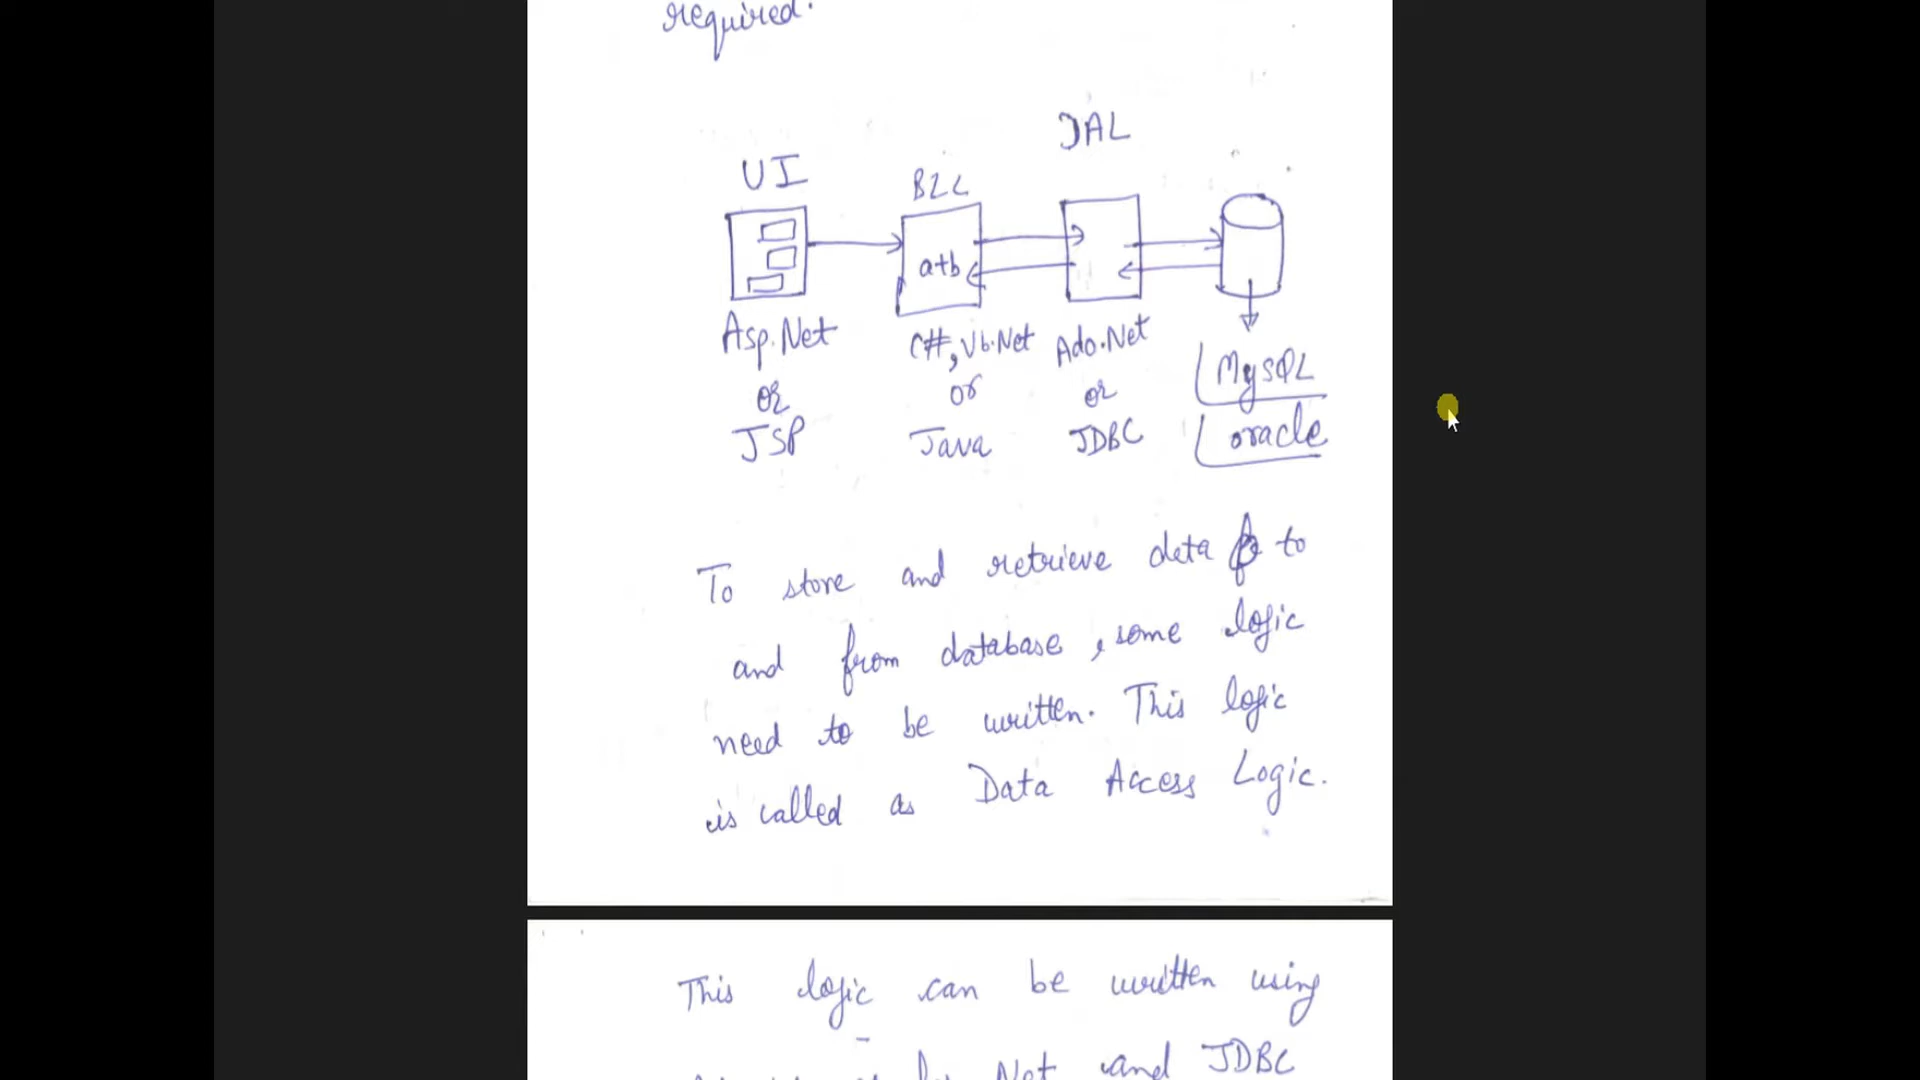 required.
DAL
UI
BLL
a+b
Asp.Net
C#, Vb.Net
Ado.Net
MySQL
or
or
or
JSP
Java
JDBC
oracle
To store and retrieve data to
and from database, some logic
need to be written. This logic
is called as Data Access Logic.
This logic can be written using
Net and JDBC